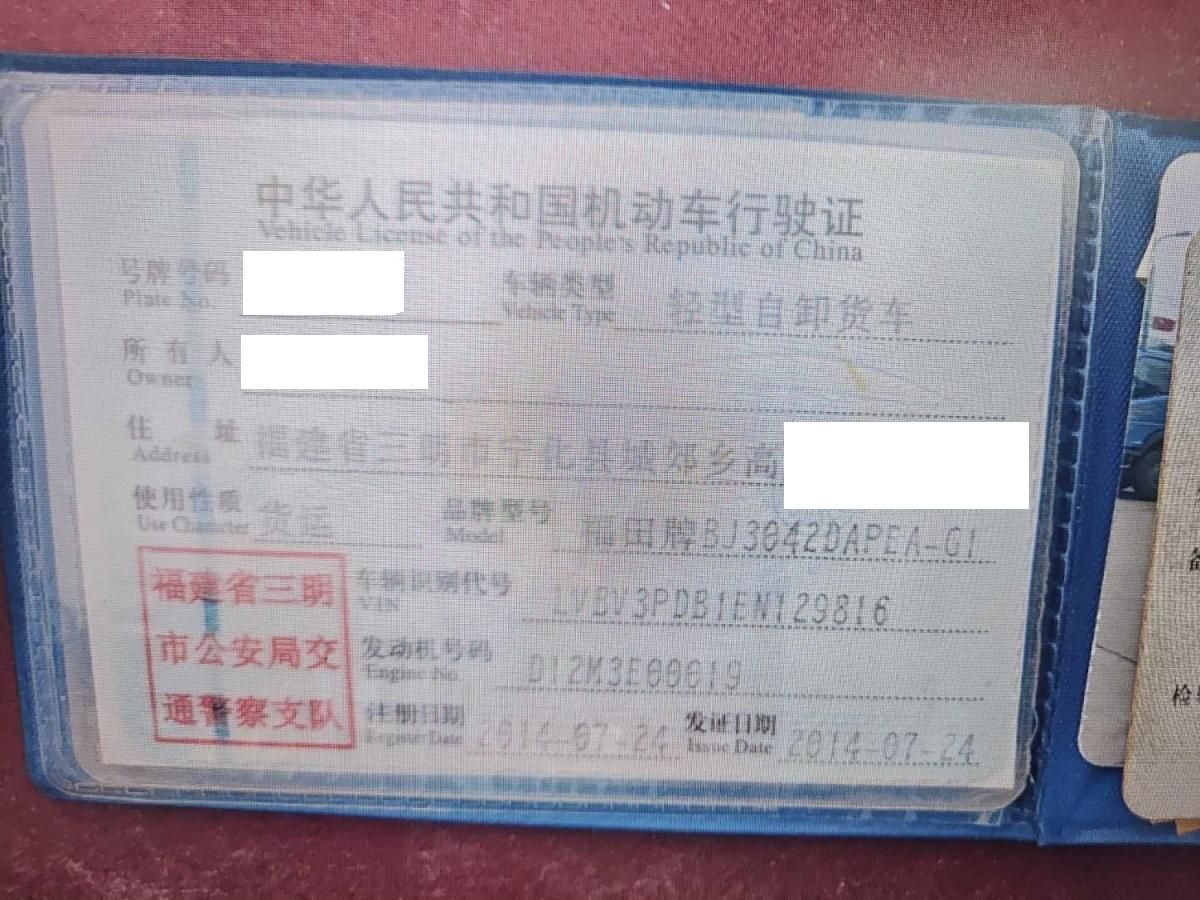 中华人民共和国机动车行驶证
Vehicle License of the People's Republic of China
号牌号码
Plate No.
车辆类型 轻型自卸货车
Vehicle Type
所有人
Owner
住址 福建省三明市宁化县城郊乡高
Address
使用性质 货运
Use Character
品牌型号 福田牌BJ3042DAPEA-G1
Model
福建省三明
市公安局交
通警察支队
车辆识别代号 LVBV3PDB1EN129816
VIN
发动机号码 D12M3E00019
Engine No.
注册日期 2014-07-24
Register Date
发证日期 2014-07-24
Issue Date